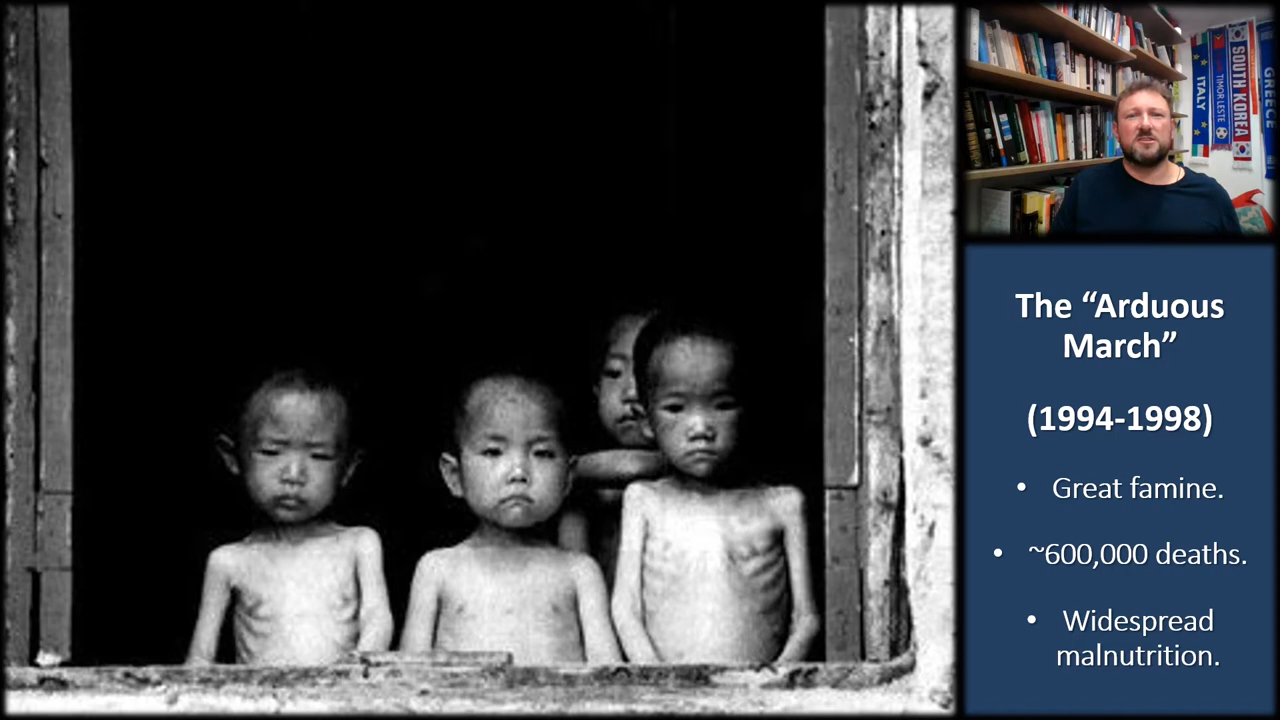 ITALY
TIMOR LESTE
SOUTH KOREA
GREECE
The “Arduous
March”
(1994-1998)
• Great famine.
• ~600,000 deaths.
• Widespread
malnutrition.